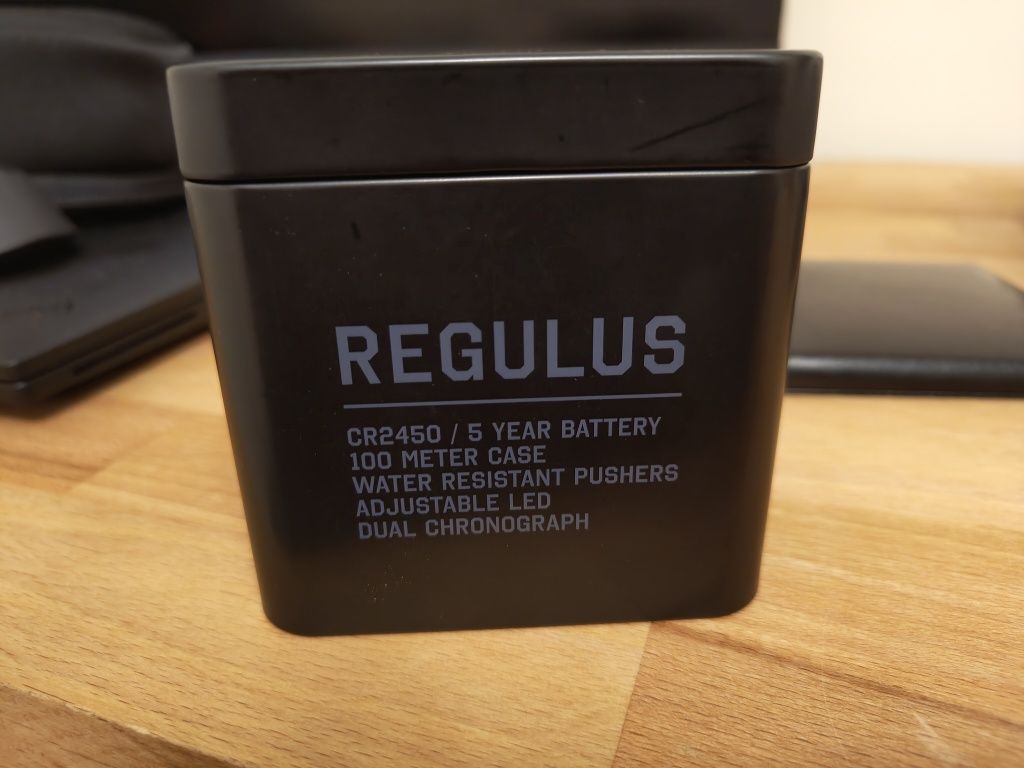 REGULUS
CR2450 / 5 YEAR BATTERY
100 METER CASE
WATER RESISTANT PUSHERS
ADJUSTABLE LED
DUAL CHRONOGRAPH